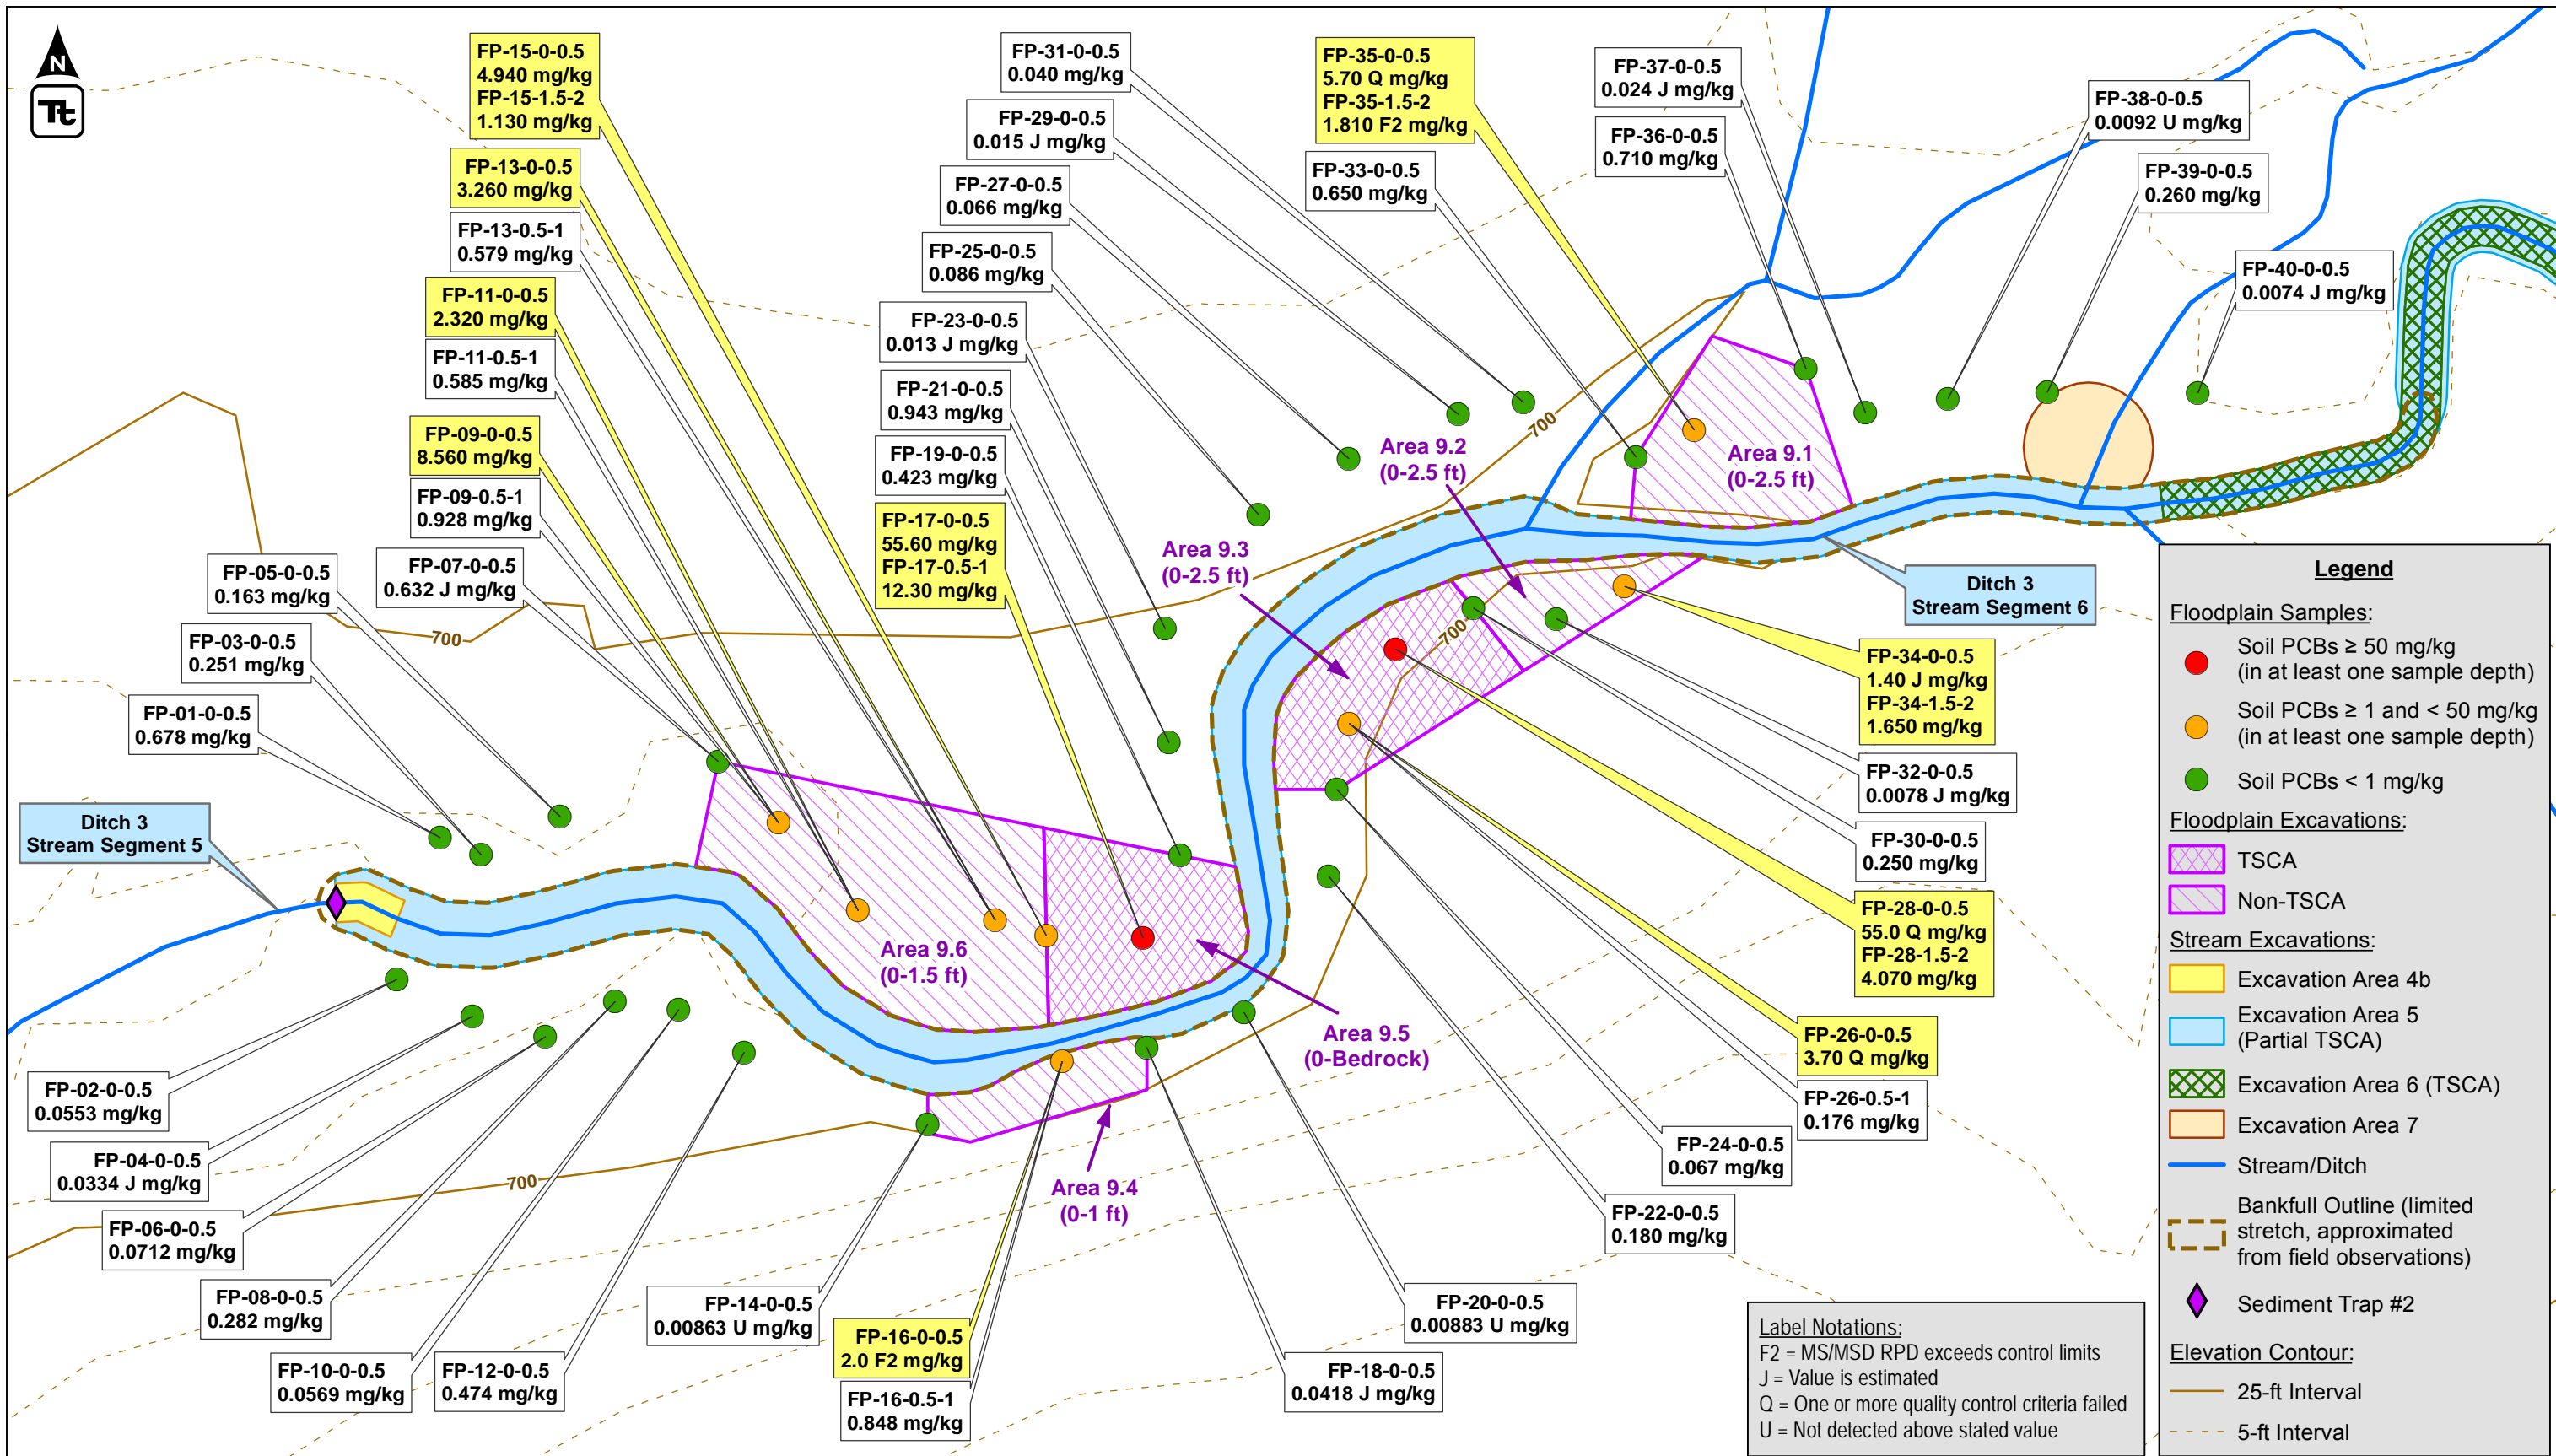 N
Tt
FP-15-0-0.5
4.940 mg/kg
FP-15-1.5-2
1.130 mg/kg
FP-13-0-0.5
3.260 mg/kg
FP-13-0.5-1
0.579 mg/kg
FP-11-0-0.5
2.320 mg/kg
FP-11-0.5-1
0.585 mg/kg
FP-09-0-0.5
8.560 mg/kg
FP-09-0.5-1
0.928 mg/kg
FP-07-0-0.5
0.632 J mg/kg
FP-05-0-0.5
0.163 mg/kg
FP-03-0-0.5
0.251 mg/kg
FP-01-0-0.5
0.678 mg/kg
Ditch 3
Stream Segment 5
FP-31-0-0.5
0.040 mg/kg
FP-29-0-0.5
0.015 J mg/kg
FP-27-0-0.5
0.066 mg/kg
FP-25-0-0.5
0.086 mg/kg
FP-23-0-0.5
0.013 J mg/kg
FP-21-0-0.5
0.943 mg/kg
FP-19-0-0.5
0.423 mg/kg
FP-17-0-0.5
55.60 mg/kg
FP-17-0.5-1
12.30 mg/kg
FP-35-0-0.5
5.70 Q mg/kg
FP-35-1.5-2
1.810 F2 mg/kg
FP-33-0-0.5
0.650 mg/kg
FP-37-0-0.5
0.024 J mg/kg
FP-36-0-0.5
0.710 mg/kg
FP-38-0-0.5
0.0092 U mg/kg
FP-39-0-0.5
0.260 mg/kg
FP-40-0-0.5
0.0074 J mg/kg
700
700
700
700
Area 9.2
(0-2.5 ft)
Area 9.1
(0-2.5 ft)
Area 9.3
(0-2.5 ft)
Ditch 3
Stream Segment 6
FP-34-0-0.5
1.40 J mg/kg
FP-34-1.5-2
1.650 mg/kg
FP-32-0-0.5
0.0078 J mg/kg
FP-30-0-0.5
0.250 mg/kg
FP-28-0-0.5
55.0 Q mg/kg
FP-28-1.5-2
4.070 mg/kg
FP-26-0-0.5
3.70 Q mg/kg
FP-26-0.5-1
0.176 mg/kg
FP-24-0-0.5
0.067 mg/kg
FP-22-0-0.5
0.180 mg/kg
Area 9.6
(0-1.5 ft)
Area 9.5
(0-Bedrock)
Area 9.4
(0-1 ft)
FP-02-0-0.5
0.0553 mg/kg
FP-04-0-0.5
0.0334 J mg/kg
FP-06-0-0.5
0.0712 mg/kg
FP-08-0-0.5
0.282 mg/kg
FP-10-0-0.5
0.0569 mg/kg
FP-12-0-0.5
0.474 mg/kg
FP-14-0-0.5
0.00863 U mg/kg
FP-16-0-0.5
2.0 F2 mg/kg
FP-16-0.5-1
0.848 mg/kg
FP-18-0-0.5
0.0418 J mg/kg
FP-20-0-0.5
0.00883 U mg/kg
Label Notations:
F2 = MS/MSD RPD exceeds control limits
J = Value is estimated
Q = One or more quality control criteria failed
U = Not detected above stated value
Legend
Floodplain Samples:
Soil PCBs ≥ 50 mg/kg
(in at least one sample depth)
Soil PCBs ≥ 1 and < 50 mg/kg
(in at least one sample depth)
Soil PCBs < 1 mg/kg
Floodplain Excavations:
TSCA
Non-TSCA
Stream Excavations:
Excavation Area 4b
Excavation Area 5
(Partial TSCA)
Excavation Area 6 (TSCA)
Excavation Area 7
Stream/Ditch
Bankfull Outline (limited
stretch, approximated
from field observations)
Sediment Trap #2
Elevation Contour:
25-ft Interval
5-ft Interval